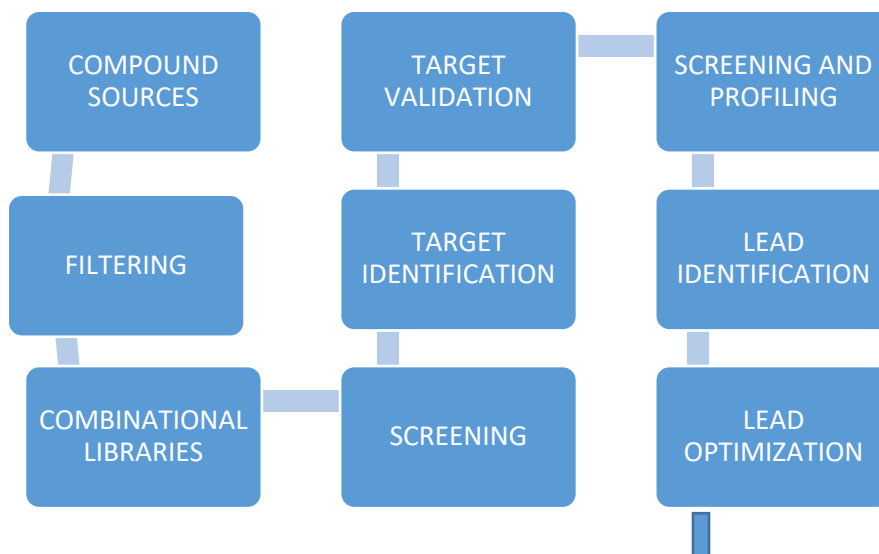 COMPOUND
SOURCES
FILTERING
COMBINATIONAL
LIBRARIES
SCREENING
TARGET
IDENTIFICATION
TARGET
VALIDATION
SCREENING AND
PROFILING
LEAD
IDENTIFICATION
LEAD
OPTIMIZATION